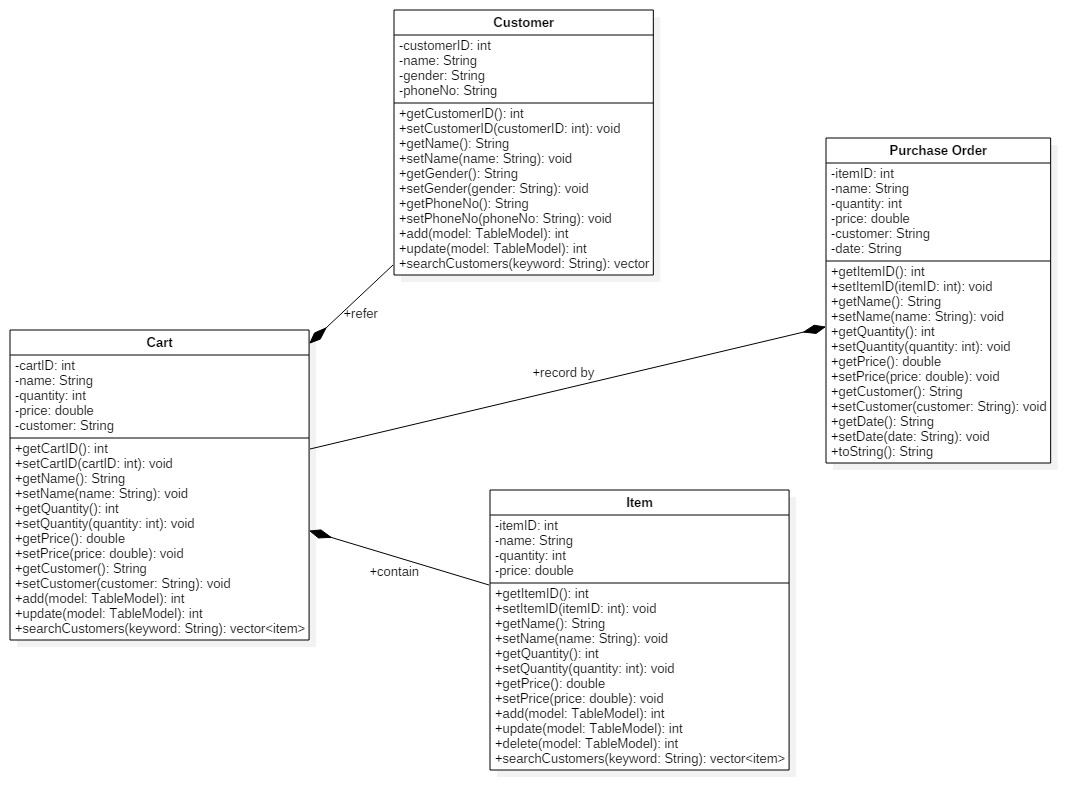 Customer
-customerID: int
-name: String
-gender: String
-phoneNo: String
+getCustomerID(): int
+setCustomerID(customerID: int): void
+getName(): String
+setName(name: String): void
+getGender(): String
+setGender(gender: String): void
+getPhoneNo(): String
+setPhoneNo(phoneNo: String): void
+add(model: TableModel): int
+update(model: TableModel): int
+searchCustomers(keyword: String): vector
Purchase Order
-itemID: int
-name: String
-quantity: int
-price: double
-customer: String
-date: String
+getItemID(): int
+setItemID(itemID: int): void
+getName(): String
+setName(name: String): void
+getQuantity(): int
+setQuantity(quantity: int): void
+getPrice(): double
+setPrice(price: double): void
+getCustomer(): String
+setCustomer(customer: String): void
+getDate(): String
+setDate(date: String): void
+toString(): String
+refer
+record by
Cart
-cartID: int
-name: String
-quantity: int
-price: double
-customer: String
+getCartID(): int
+setCartID(cartID: int): void
+getName(): String
+setName(name: String): void
+getQuantity(): int
+setQuantity(quantity: int): void
+getPrice(): double
+setPrice(price: double): void
+getCustomer(): String
+setCustomer(customer: String): void
+add(model: TableModel): int
+update(model: TableModel): int
+searchCustomers(keyword: String): vector<item>
+contain
Item
-itemID: int
-name: String
-quantity: int
-price: double
+getItemID(): int
+setItemID(itemID: int): void
+getName(): String
+setName(name: String): void
+getQuantity(): int
+setQuantity(quantity: int): void
+getPrice(): double
+setPrice(price: double): void
+add(model: TableModel): int
+update(model: TableModel): int
+delete(model: TableModel): int
+searchCustomers(keyword: String): vector<item>